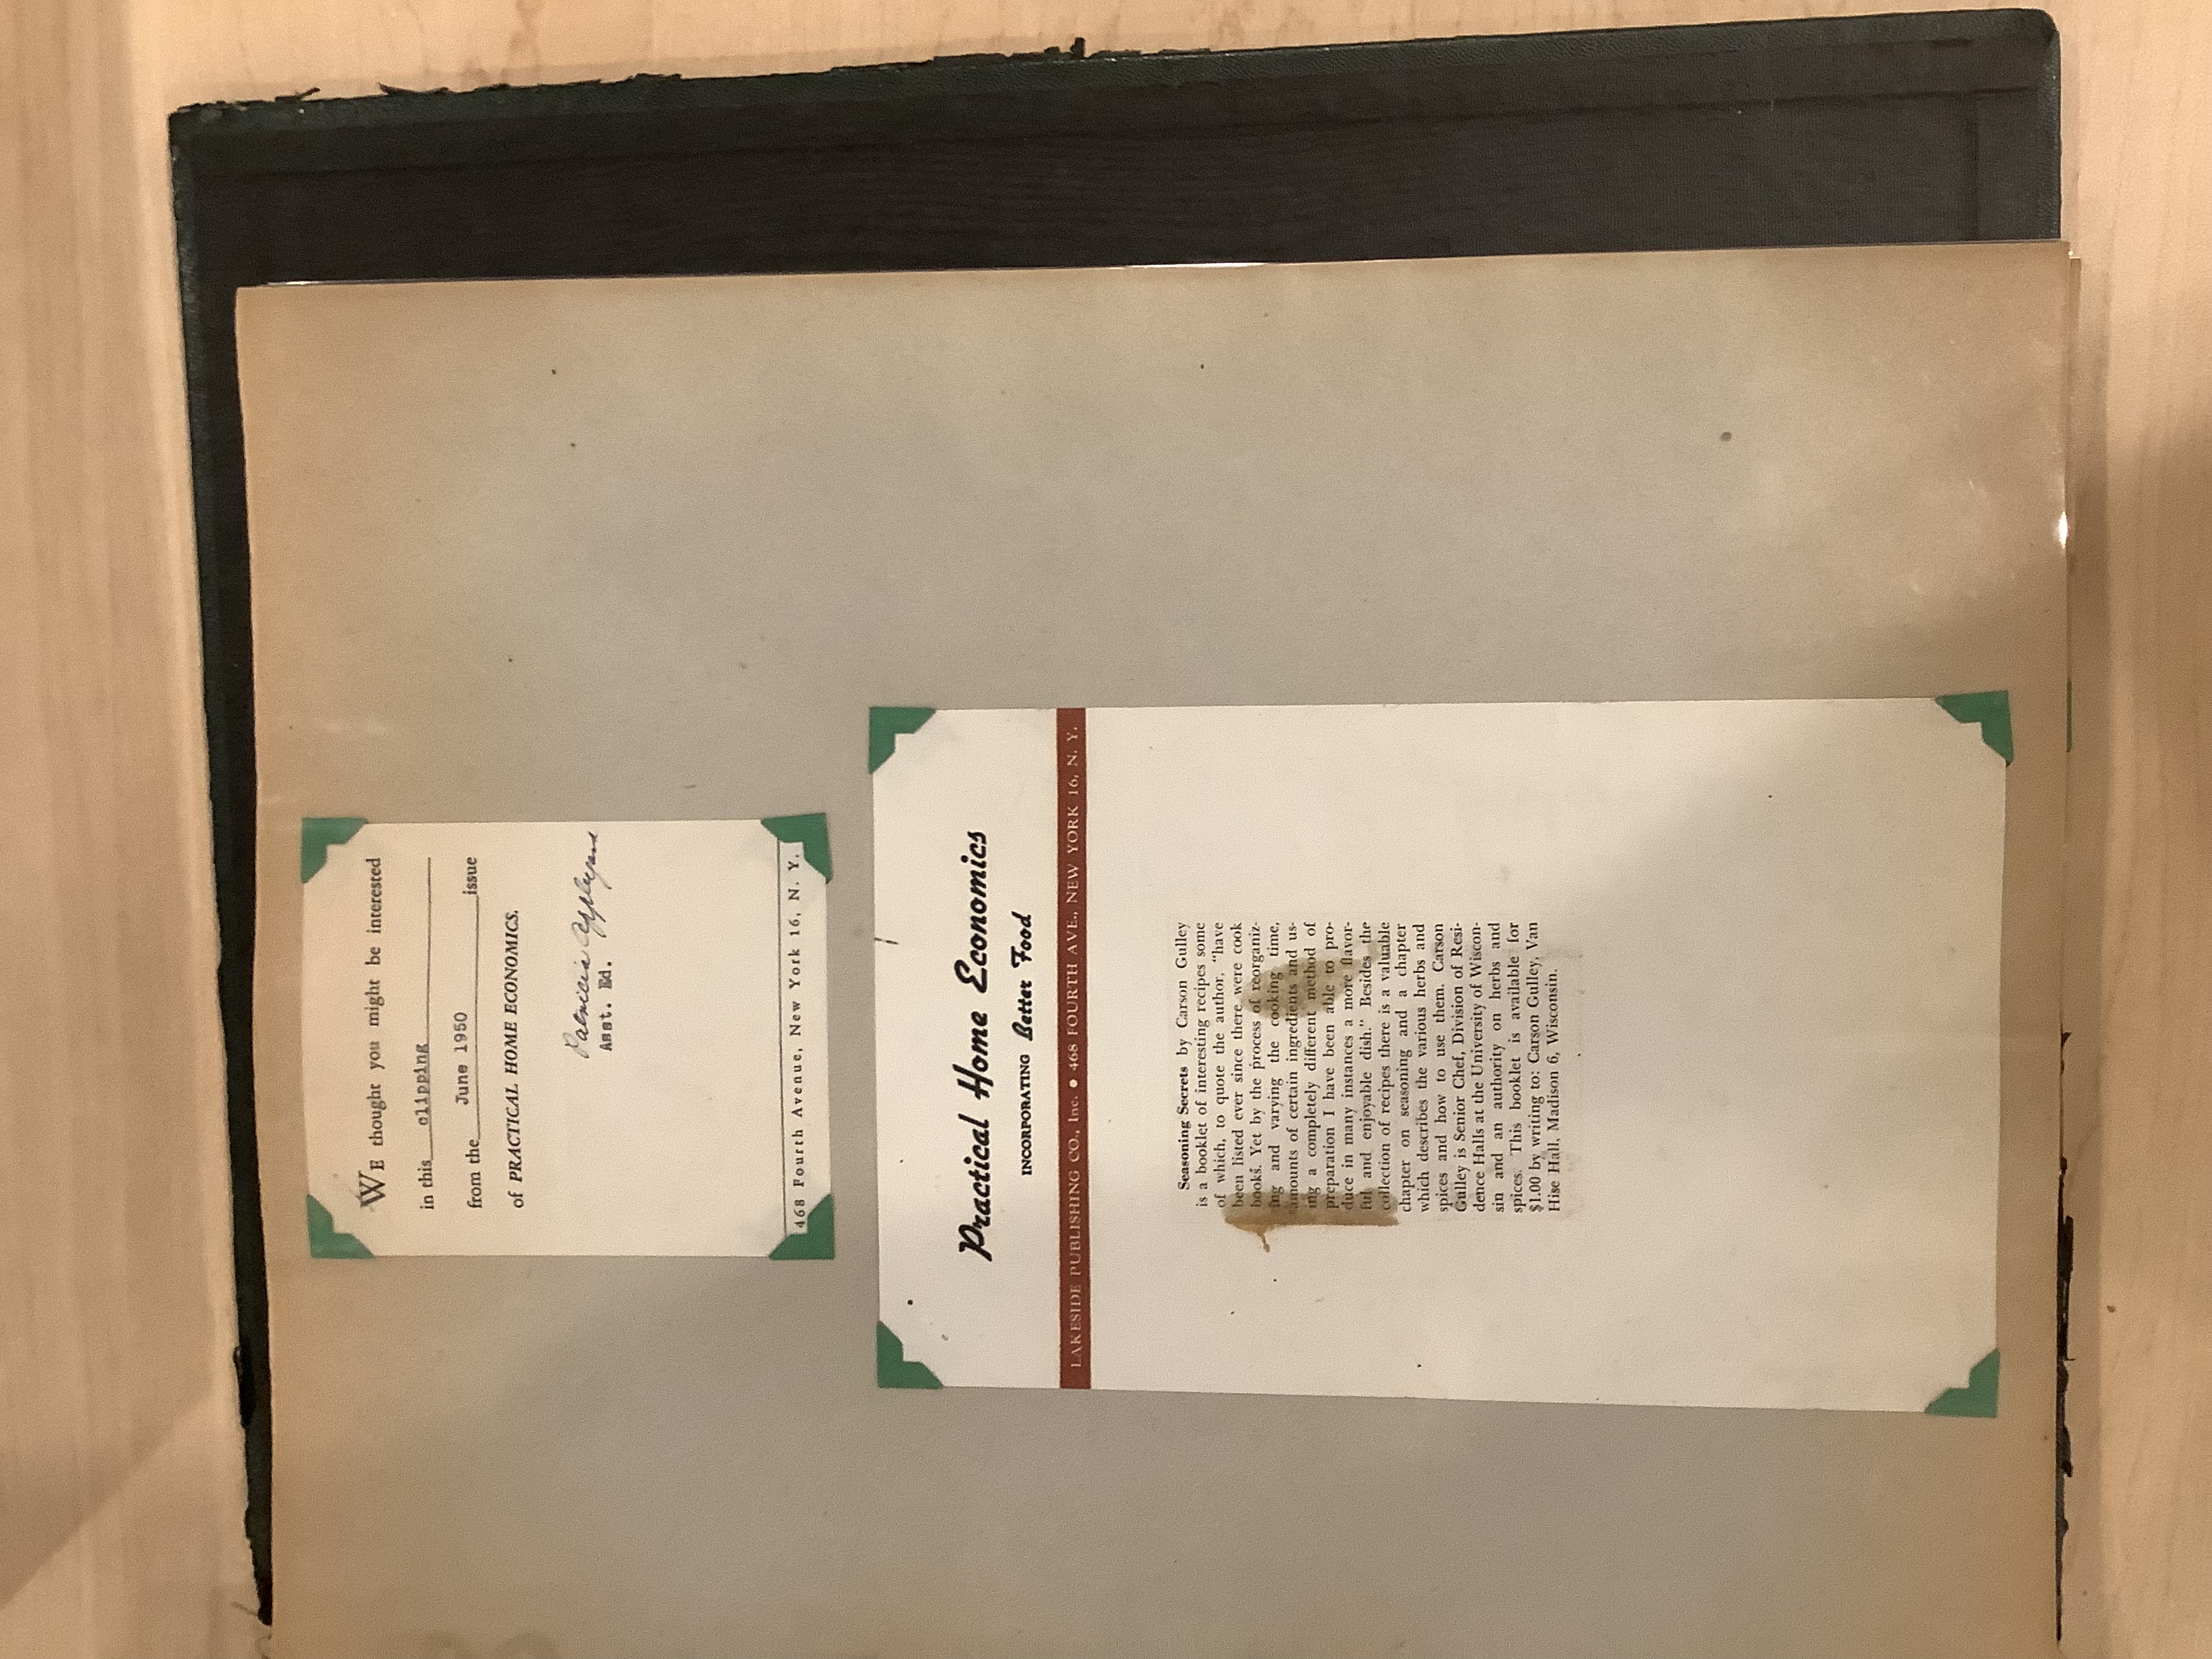 WE thought you might be interested
in this clipping
from the June 1950 issue
of PRACTICAL HOME ECONOMICS.
Patricia Appleyard
Asst. Ed.
468 Fourth Avenue, New York 16, N. Y.
Practical Home Economics
INCORPORATING Better Food
LAKESIDE PUBLISHING CO., Inc. • 468 FOURTH AVE., NEW YORK 16, N. Y.
Seasoning Secrets by Carson Gulley
is a booklet of interesting recipes some
of which, to quote the author, "have
been listed ever since there were cook
books. Yet by the process of reorganiz-
ing and varying the cooking time,
amounts of certain ingredients and us-
ing a completely different method of
preparation I have been able to pro-
duce in many instances a more flavor-
ful and enjoyable dish." Besides the
collection of recipes there is a valuable
chapter on seasoning and a chapter
which describes the various herbs and
spices and how to use them. Carson
Gulley is Senior Chef, Division of Resi-
dence Halls at the University of Wiscon-
sin and an authority on herbs and
spices. This booklet is available for
$1.00 by writing to: Carson Gulley, Van
Hise Hall, Madison 6, Wisconsin.